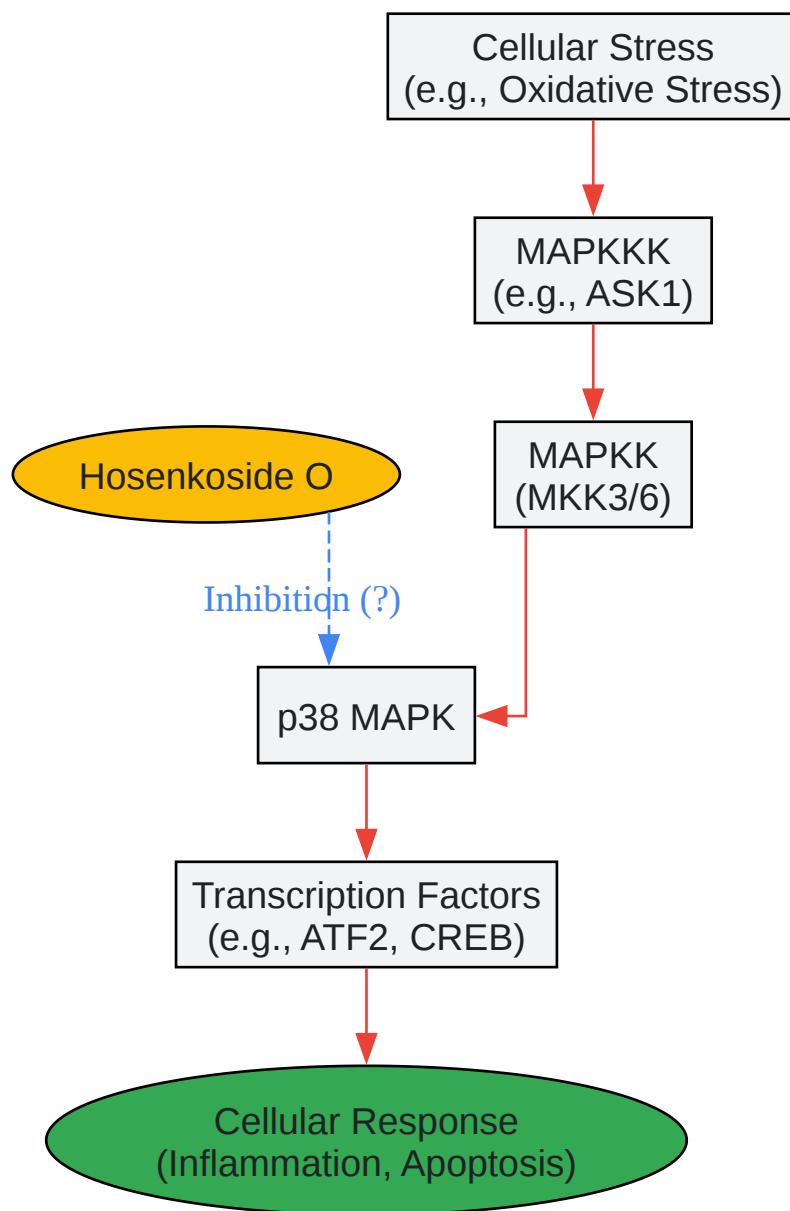 Cellular Stress
(e.g., Oxidative Stress)
MAPKKK
(e.g., ASK1)
MAPKK
(MKK3/6)
Hosenkoside O
Inhibition (?)
p38 MAPK
Transcription Factors
(e.g., ATF2, CREB)
Cellular Response
(Inflammation, Apoptosis)